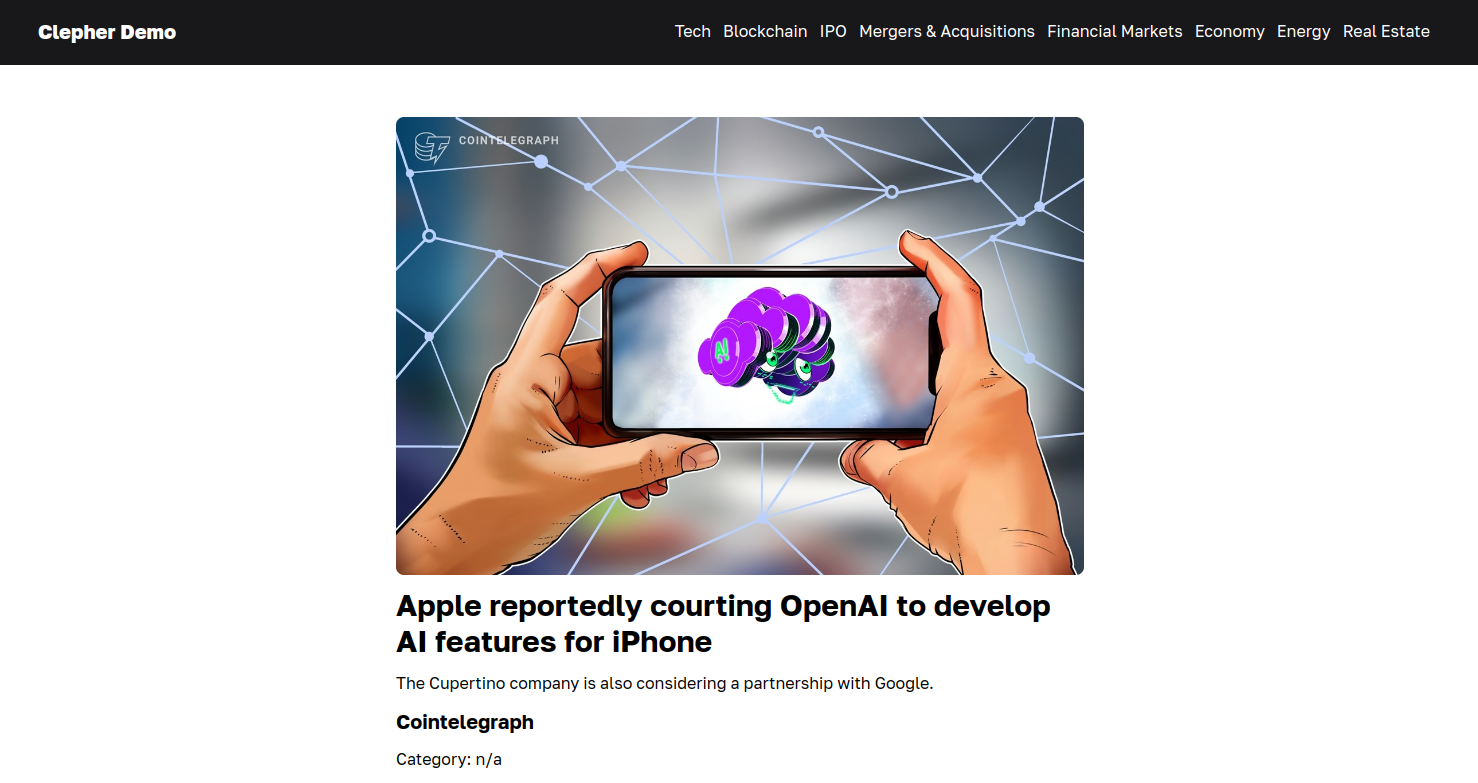 Clepher Demo
Tech Blockchain IPO Mergers & Acquisitions Financial Markets Economy Energy Real Estate
COINTELEGRAPH
AI
Apple reportedly courting OpenAI to develop
AI features for iPhone
The Cupertino company is also considering a partnership with Google.
Cointelegraph
Category: n/a